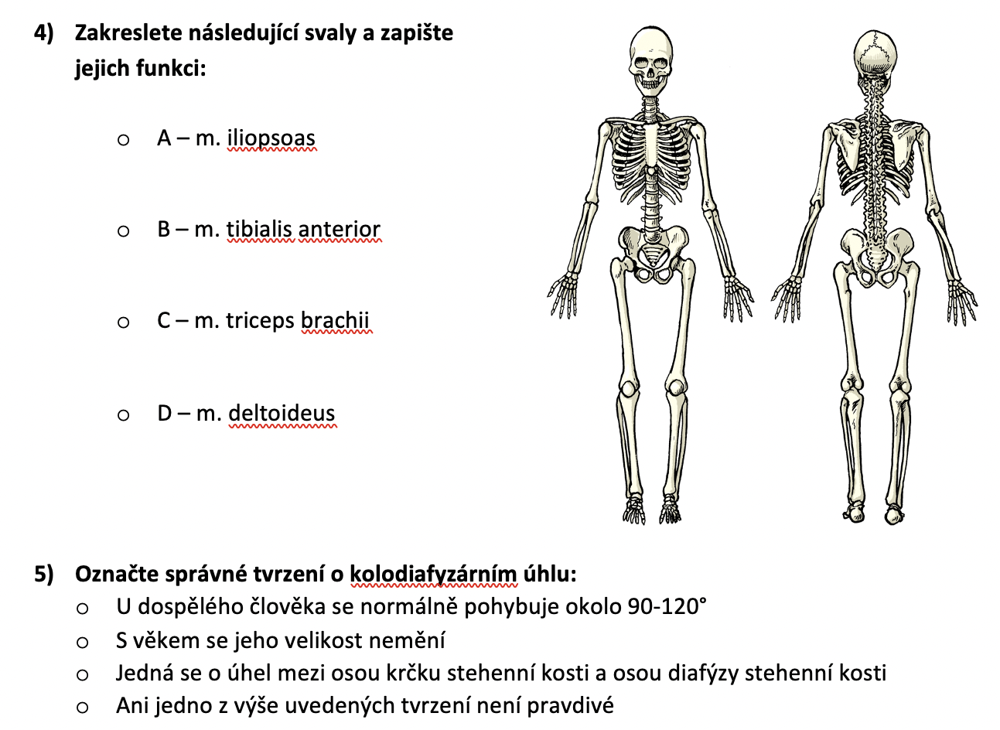 4) Zakreslete následující svaly a zapište
jejich funkci:
o A – m. iliopsoas
o B – m. tibialis anterior
o C – m. triceps brachii
o D – m. deltoideus
5) Označte správné tvrzení o kolodiafyzárním úhlu:
o U dospělého člověka se normálně pohybuje okolo 90-120°
o S věkem se jeho velikost nemění
o Jedná se o úhel mezi osou krčku stehenní kosti a osou diafýzy stehenní kosti
o Ani jedno z výše uvedených tvrzení není pravdivé